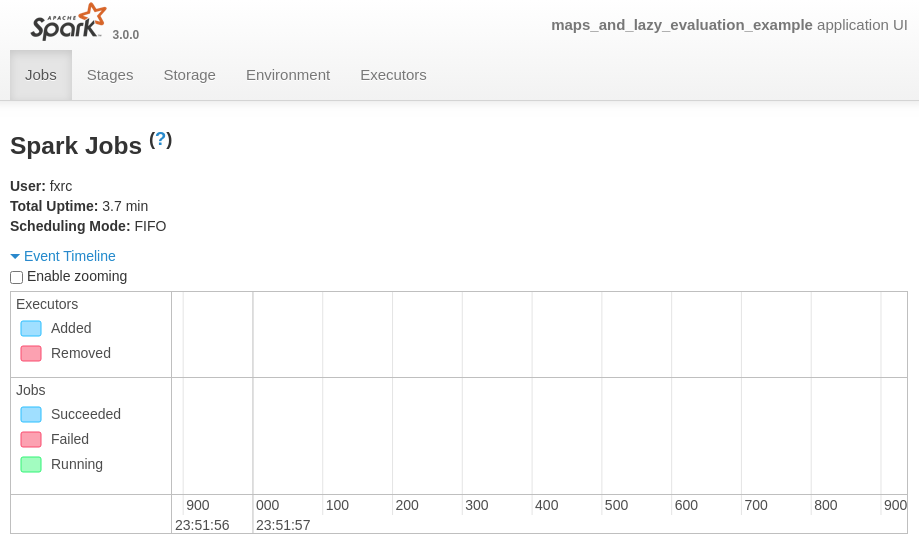 APACHE
Spark 3.0.0
maps_and_lazy_evaluation_example application UI
Jobs Stages Storage Environment Executors
Spark Jobs (?)
User: fxrc
Total Uptime: 3.7 min
Scheduling Mode: FIFO
Event Timeline
Enable zooming
Executors
Added
Removed
Jobs
Succeeded
Failed
Running
900 000 100 200 300 400 500 600 700 800 900
23:51:56 23:51:57